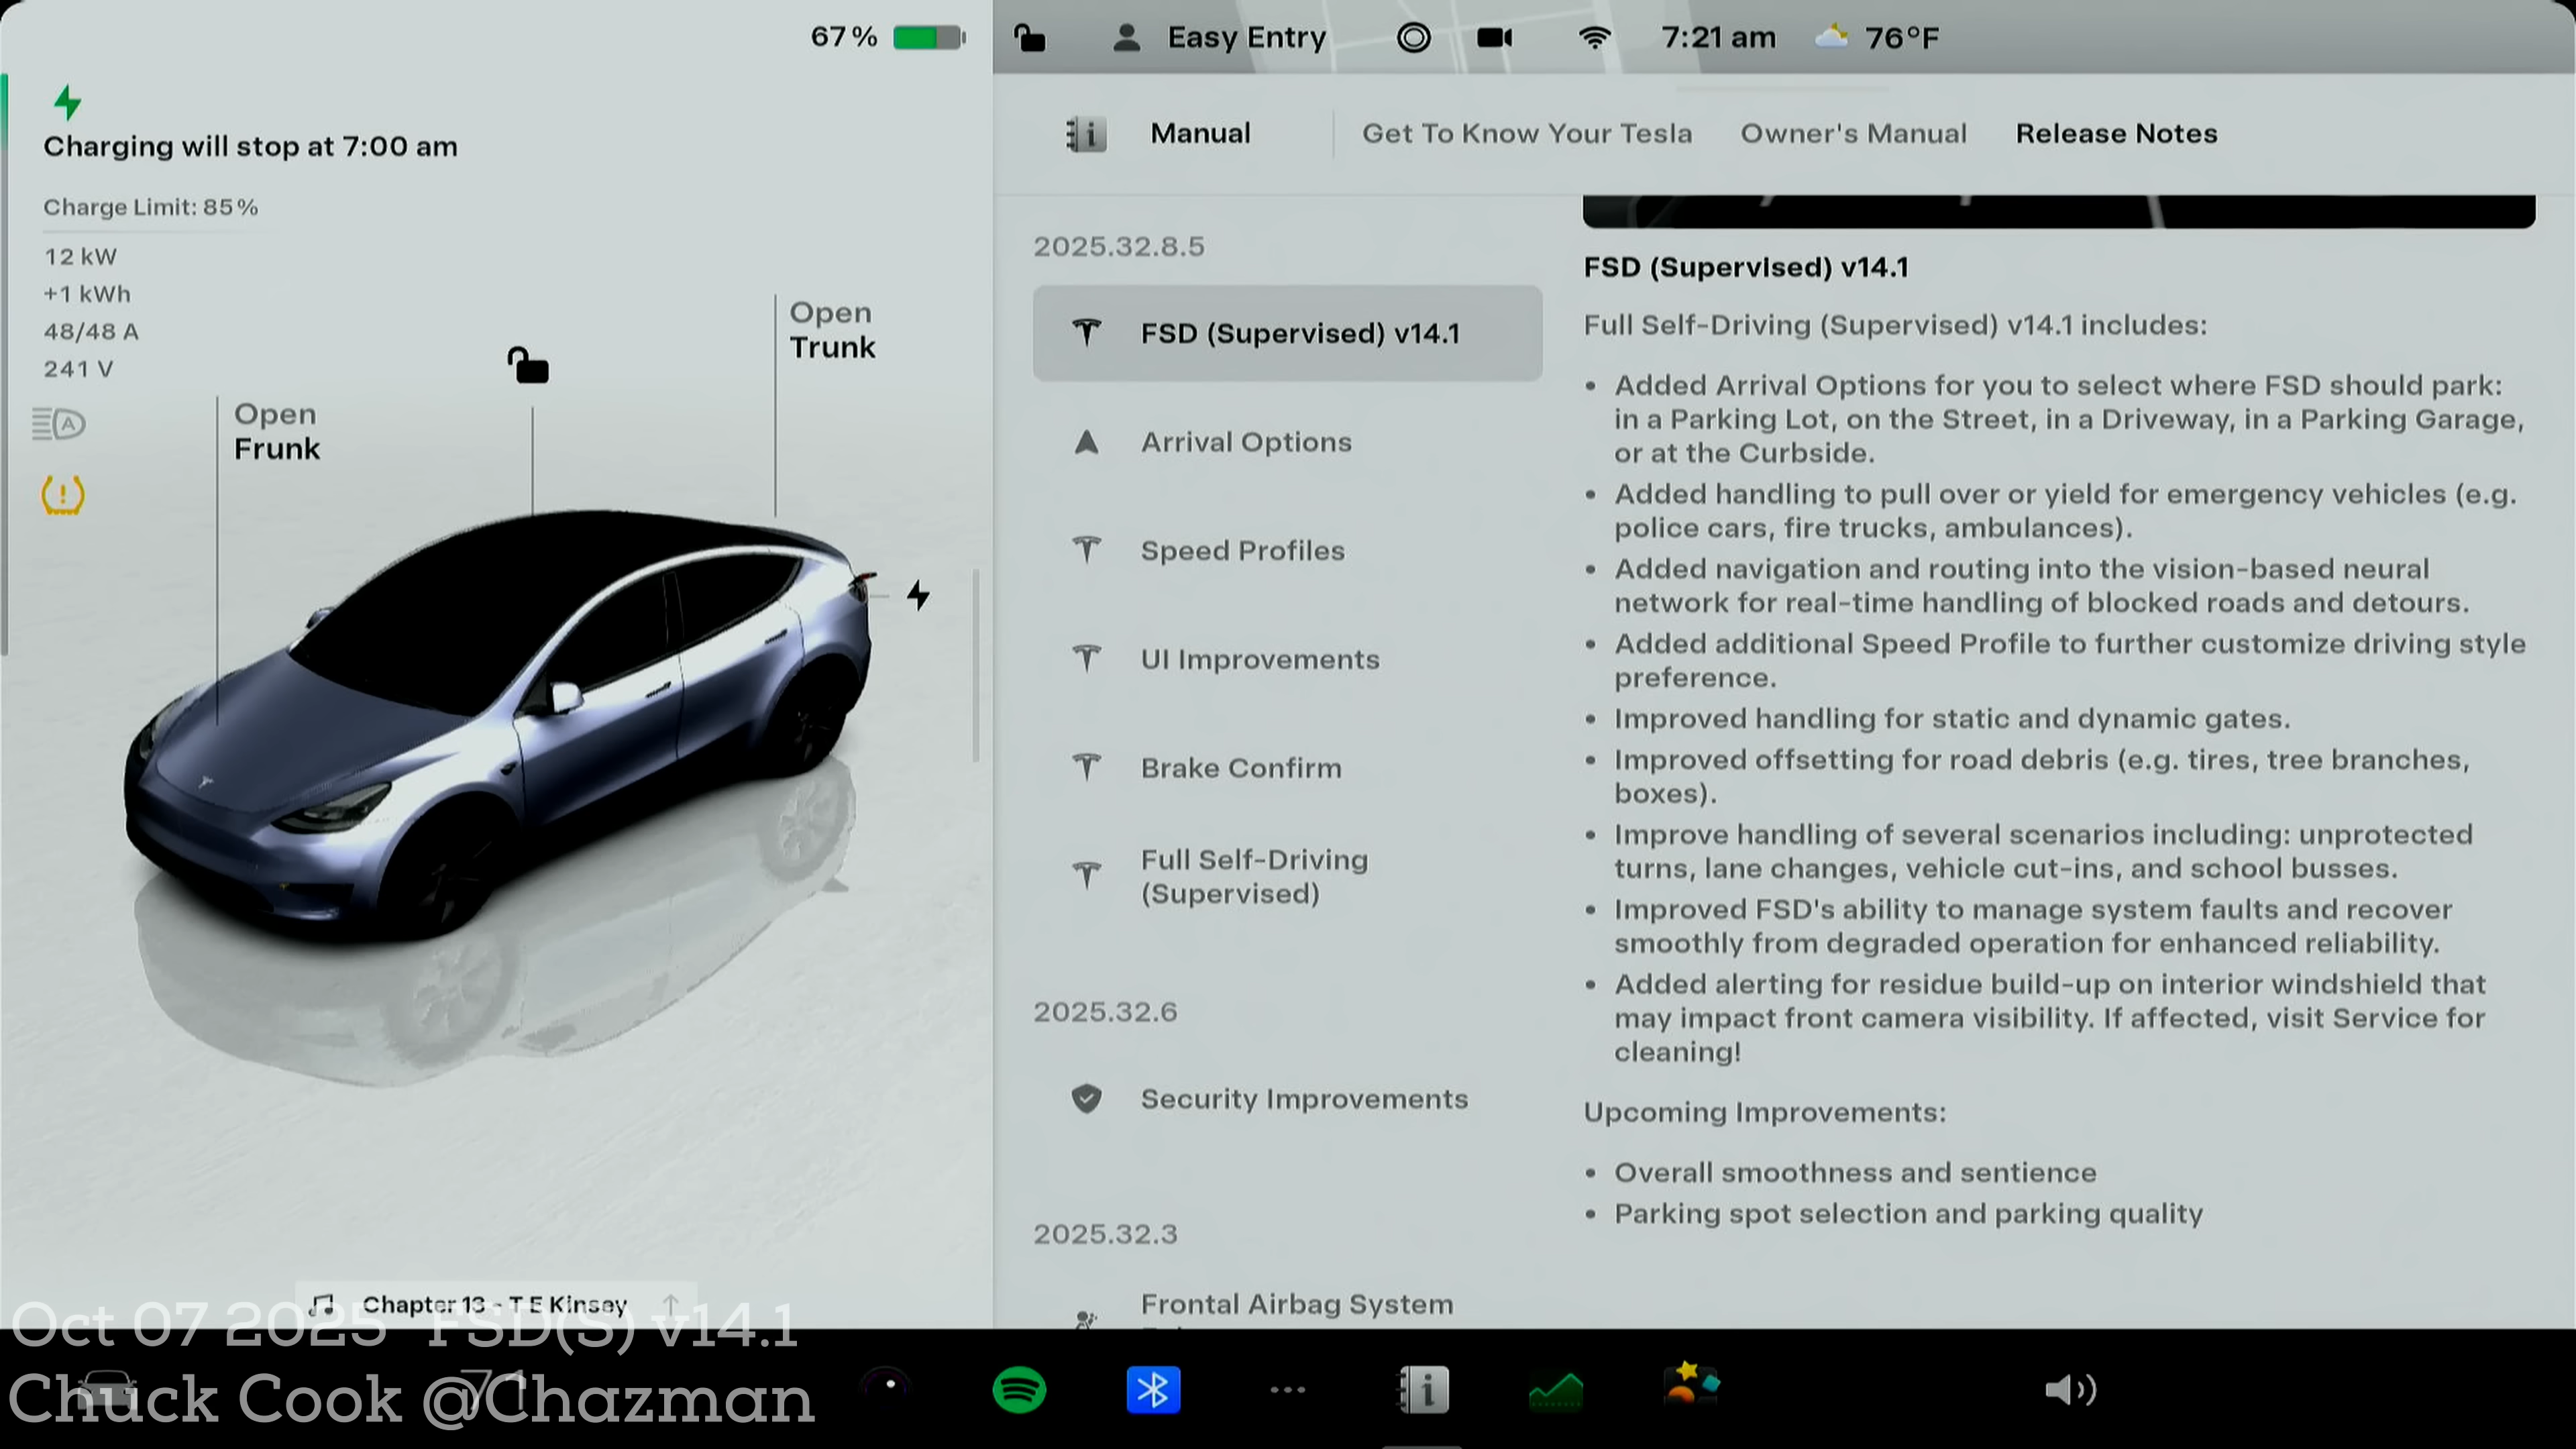 67%
Easy Entry
7:21 am
76°F
Charging will stop at 7:00 am
Charge Limit: 85%
12 kW
+1 kWh
48/48 A
241 V
Open
Trunk
Open
Frunk
Manual
Get To Know Your Tesla
Owner's Manual
Release Notes
2025.32.8.5
FSD (Supervised) v14.1
Arrival Options
Speed Profiles
UI Improvements
Brake Confirm
Full Self-Driving
(Supervised)
2025.32.6
Security Improvements
2025.32.3
Frontal Airbag System
FSD (Supervised) v14.1
Full Self-Driving (Supervised) v14.1 includes:
• Added Arrival Options for you to select where FSD should park:
in a Parking Lot, on the Street, in a Driveway, in a Parking Garage,
or at the Curbside.
• Added handling to pull over or yield for emergency vehicles (e.g.
police cars, fire trucks, ambulances).
• Added navigation and routing into the vision-based neural
network for real-time handling of blocked roads and detours.
• Added additional Speed Profile to further customize driving style
preference.
• Improved handling for static and dynamic gates.
• Improved offsetting for road debris (e.g. tires, tree branches,
boxes).
• Improve handling of several scenarios including: unprotected
turns, lane changes, vehicle cut-ins, and school busses.
• Improved FSD's ability to manage system faults and recover
smoothly from degraded operation for enhanced reliability.
• Added alerting for residue build-up on interior windshield that
may impact front camera visibility. If affected, visit Service for
cleaning!
Upcoming Improvements:
• Overall smoothness and sentience
• Parking spot selection and parking quality
Chapter 13 - T E Kinsey
Oct 07 2025 FSD(S) v14.1
71
Chuck Cook @Chazman